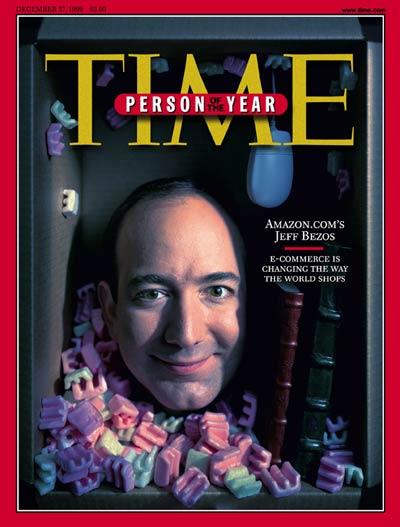 DECEMBER 27, 1999 $3.50
www.time.com
TIME
PERSON OF THE YEAR
AMAZON.COM'S
JEFF BEZOS
E-COMMERCE IS
CHANGING THE WAY
THE WORLD SHOPS